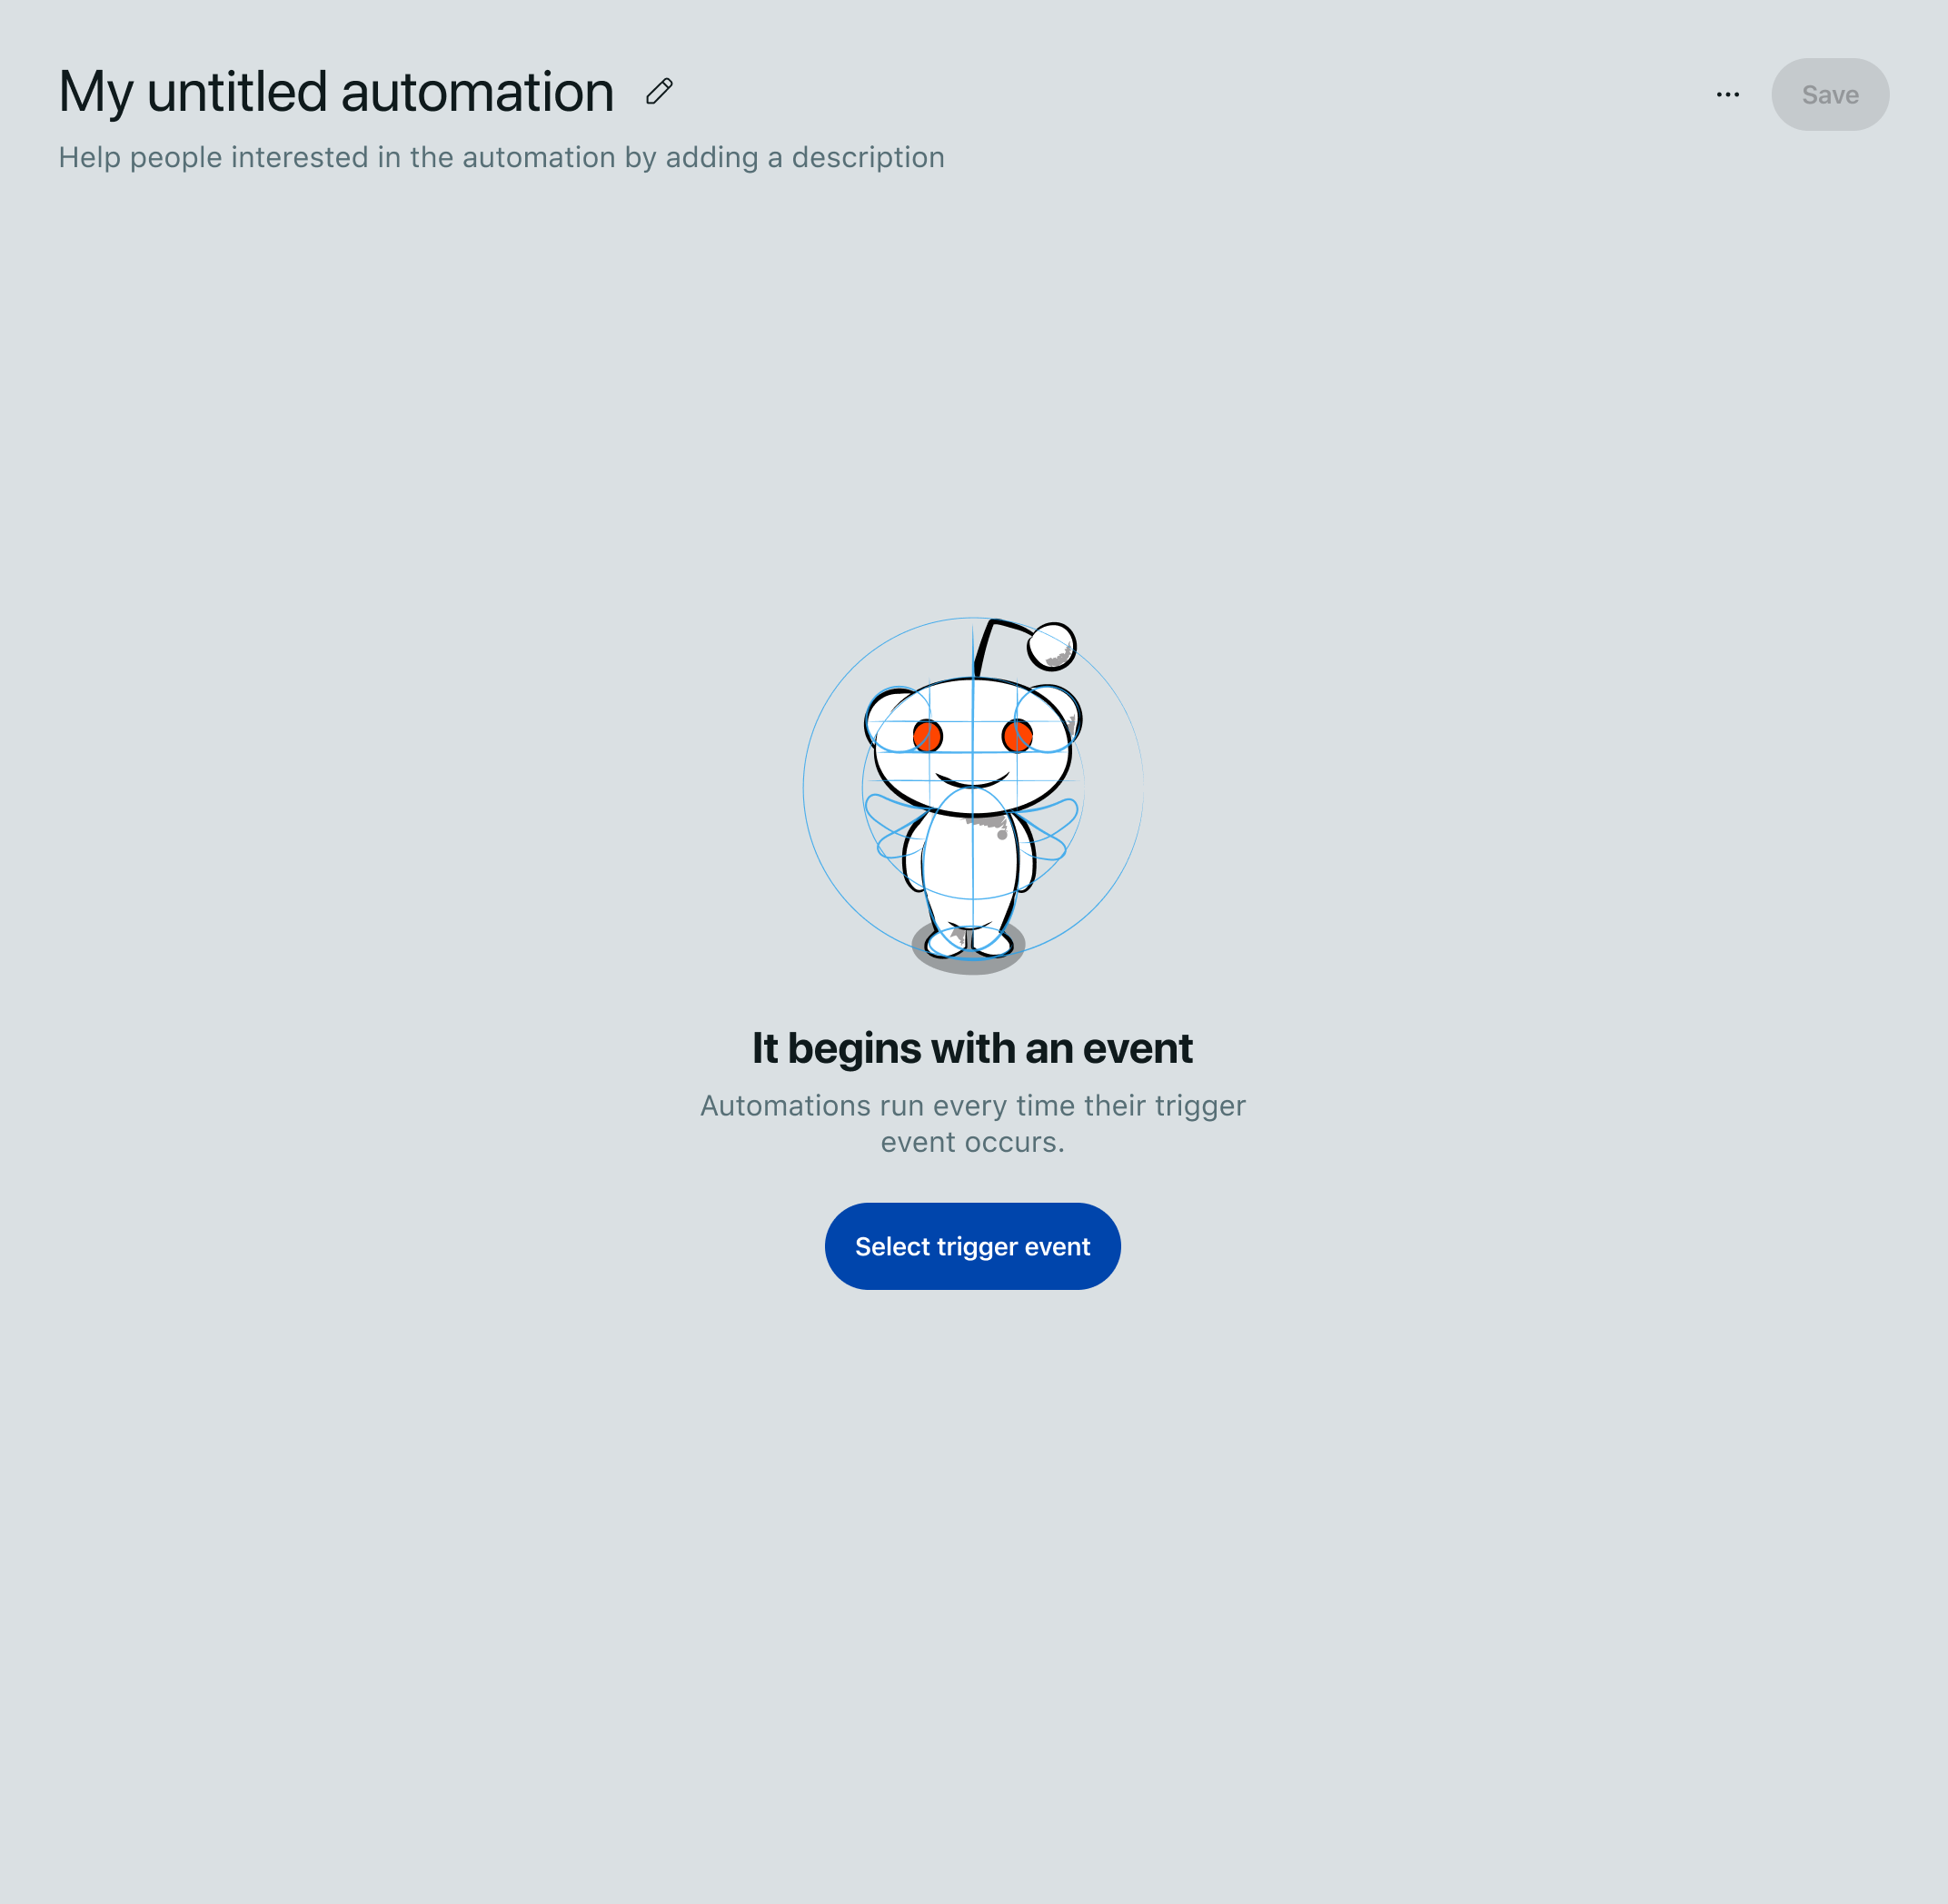 My untitled automation
Save
Help people interested in the automation by adding a description
It begins with an event
Automations run every time their trigger
event occurs.
Select trigger event